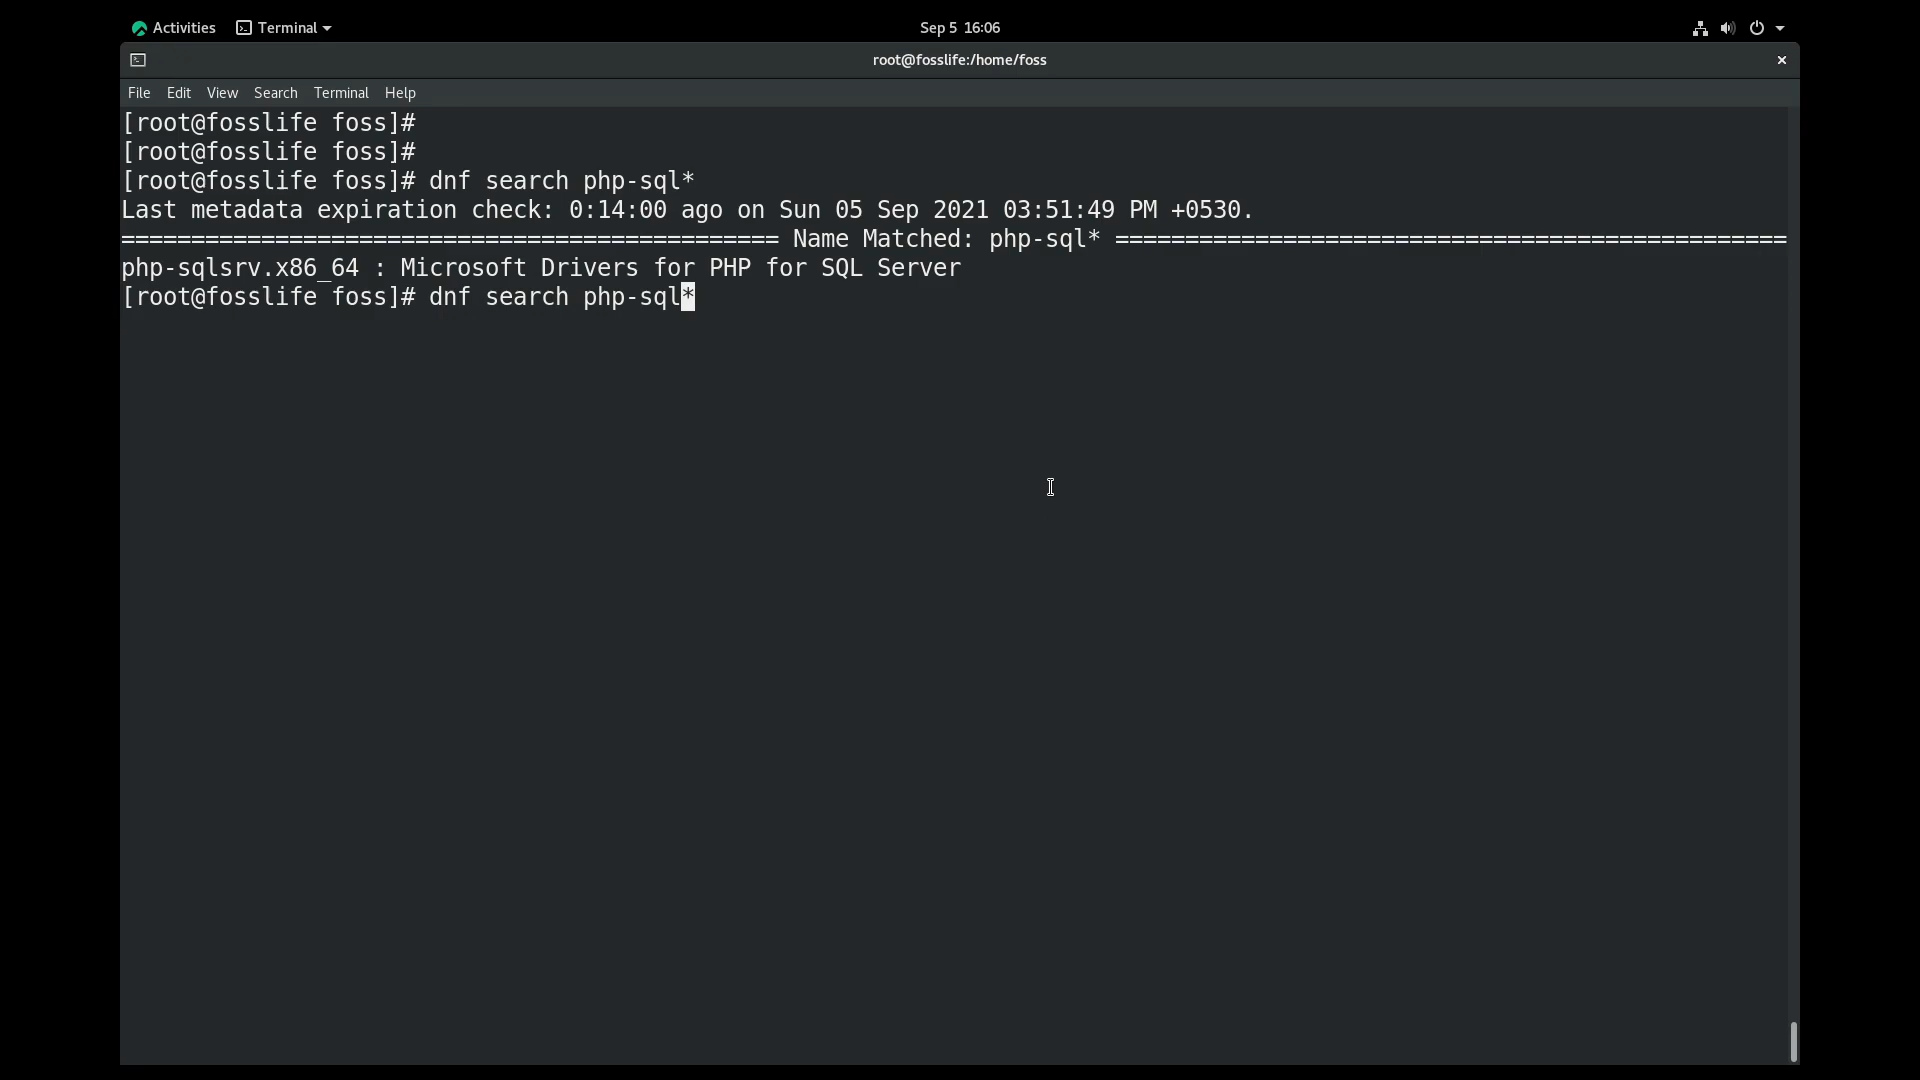 Activities Terminal Sep 5 16:06
root@fosslife:/home/foss ×
File Edit View Search Terminal Help
[root@fosslife foss]#
[root@fosslife foss]#
[root@fosslife foss]# dnf search php-sql*
Last metadata expiration check: 0:14:00 ago on Sun 05 Sep 2021 03:51:49 PM +0530.
=============================================== Name Matched: php-sql* ================================================
php-sqlsrv.x86_64 : Microsoft Drivers for PHP for SQL Server
[root@fosslife foss]# dnf search php-sql*